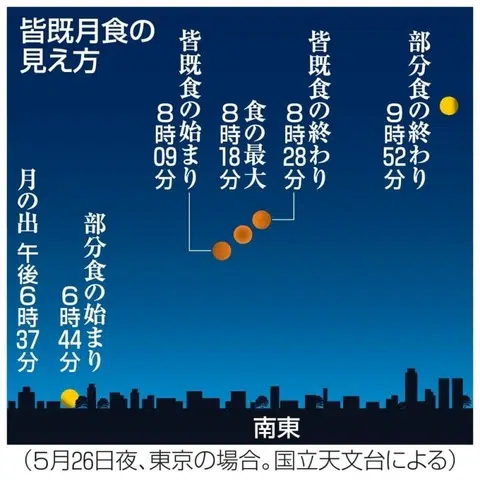 皆既月食の
見え方
月の出 午後6時37分
部分食の始まり
6時44分
皆既食の始まり
8時09分
食の最大
8時18分
皆既食の終わり
8時28分
部分食の終わり
9時52分
南東
(5月26日夜、東京の場合。国立天文台による)